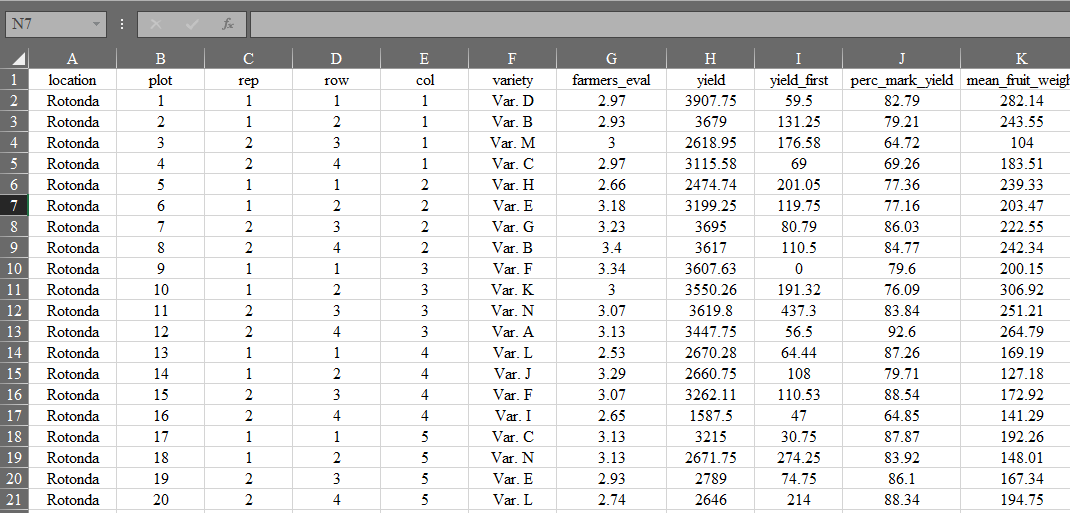 N7 fx
A B C D E F G H I J K
1 location plot rep row col variety farmers_eval yield yield_first perc_mark_yield mean_fruit_weigh
2 Rotonda 1 1 1 1 Var. D 2.97 3907.75 59.5 82.79 282.14
3 Rotonda 2 1 2 1 Var. B 2.93 3679 131.25 79.21 243.55
4 Rotonda 3 2 3 1 Var. M 3 2618.95 176.58 64.72 104
5 Rotonda 4 2 4 1 Var. C 2.97 3115.58 69 69.26 183.51
6 Rotonda 5 1 1 2 Var. H 2.66 2474.74 201.05 77.36 239.33
7 Rotonda 6 1 2 2 Var. E 3.18 3199.25 119.75 77.16 203.47
8 Rotonda 7 2 3 2 Var. G 3.23 3695 80.79 86.03 222.55
9 Rotonda 8 2 4 2 Var. B 3.4 3617 110.5 84.77 242.34
10 Rotonda 9 1 1 3 Var. F 3.34 3607.63 0 79.6 200.15
11 Rotonda 10 1 2 3 Var. K 3 3550.26 191.32 76.09 306.92
12 Rotonda 11 2 3 3 Var. N 3.07 3619.8 437.3 83.84 251.21
13 Rotonda 12 2 4 3 Var. A 3.13 3447.75 56.5 92.6 264.79
14 Rotonda 13 1 1 4 Var. L 2.53 2670.28 64.44 87.26 169.19
15 Rotonda 14 1 2 4 Var. J 3.29 2660.75 108 79.71 127.18
16 Rotonda 15 2 3 4 Var. F 3.07 3262.11 110.53 88.54 172.92
17 Rotonda 16 2 4 4 Var. I 2.65 1587.5 47 64.85 141.29
18 Rotonda 17 1 1 5 Var. C 3.13 3215 30.75 87.87 192.26
19 Rotonda 18 1 2 5 Var. N 3.13 2671.75 274.25 83.92 148.01
20 Rotonda 19 2 3 5 Var. E 2.93 2789 74.75 86.1 167.34
21 Rotonda 20 2 4 5 Var. L 2.74 2646 214 88.34 194.75